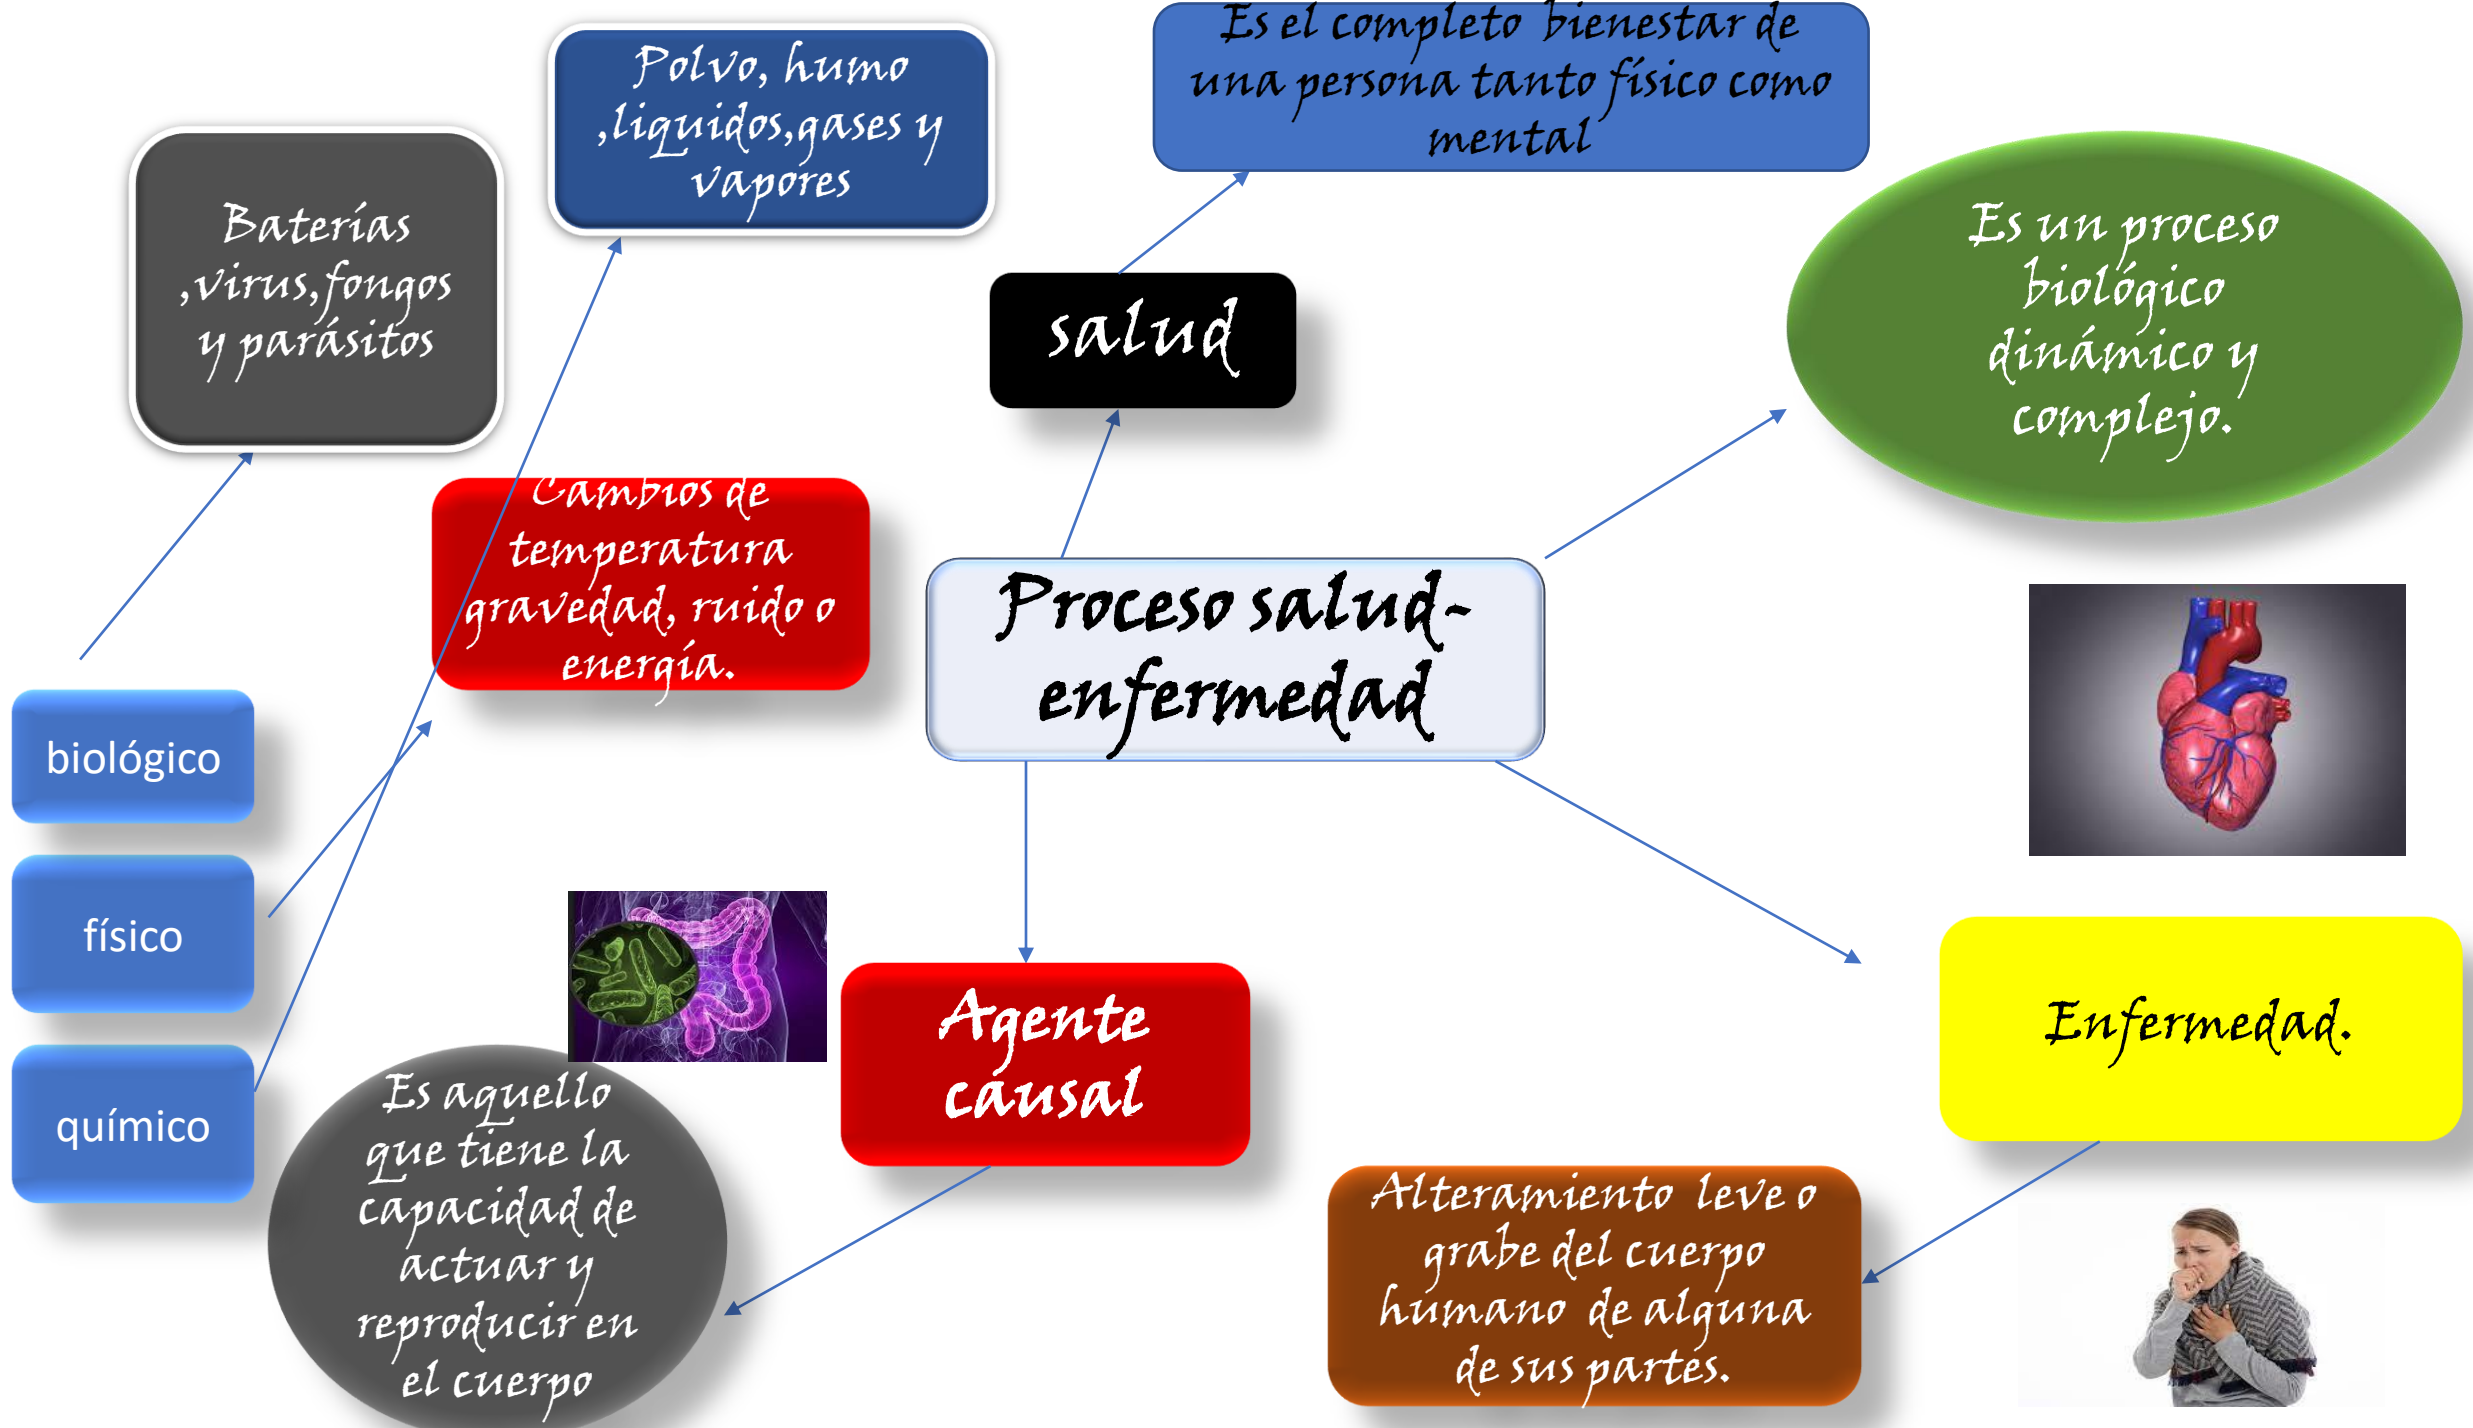 Es el completo bienestar de
una persona tanto físico como
mental
Polvo, humo
,liquidos,gases y
vapores
Baterías
,virus,fongos
y parásitos
Es un proceso
biológico
dinámico y
complejo.
salud
Cambios de
temperatura
gravedad, ruido o
energía.
Proceso salud-
enfermedad
biológico
físico
químico
Agente
causal
Enfermedad.
Es aquello
que tiene la
capacidad de
actuar y
reproducir en
el cuerpo
Alteramiento leve o
grabe del cuerpo
humano de alguna
de sus partes.